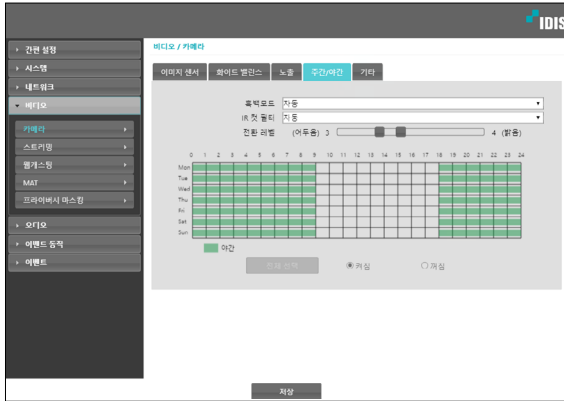 IDIS
비디오 / 카메라
간편 설정
시스템
네트워크
비디오
카메라
스트리밍
웹캐스팅
MAT
프라이버시 마스킹
오디오
이벤트 동작
이벤트
이미지 센서 화이트 밸런스 노출 주간/야간 기타
흑백모드 자동
IR 컷 필터 자동
전환 레벨 (어두움) 3 4 (밝음)
0 1 2 3 4 5 6 7 8 9 10 11 12 13 14 15 16 17 18 19 20 21 22 23 24
Mon
Tue
Wed
Thu
Fri
Sat
Sun
야간
전체 선택 켜짐 꺼짐
저장